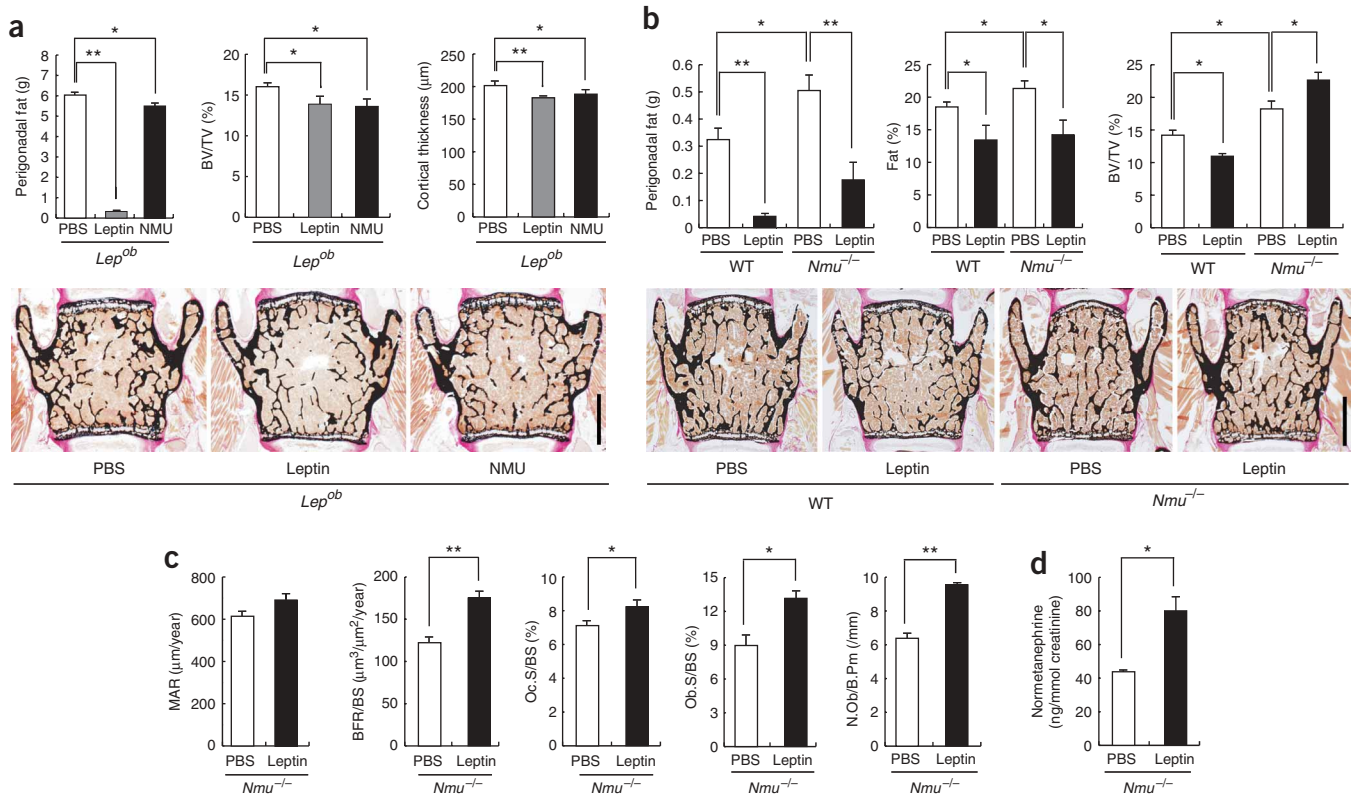 a
*
**
Perigonadal fat (g)
8
7
6
5
4
3
2
1
0
PBS Leptin NMU
Lep^ob
*
*
BV/TV (%)
20
15
10
5
0
PBS Leptin NMU
Lep^ob
*
**
Cortical thickness (µm)
250
200
150
100
50
0
PBS Leptin NMU
Lep^ob
PBS Leptin NMU
Lep^ob
b
* **
**
Perigonadal fat (g)
0.6
0.5
0.4
0.3
0.2
0.1
0
PBS Leptin PBS Leptin
WT Nmu^−/−
* *
*
Fat (%)
25
20
15
10
5
0
PBS Leptin PBS Leptin
WT Nmu^−/−
* *
*
BV/TV (%)
25
20
15
10
5
0
PBS Leptin PBS Leptin
WT Nmu^−/−
PBS Leptin PBS Leptin
WT Nmu^−/−
c
MAR (µm/year)
800
600
400
200
0
PBS Leptin
Nmu^−/−
**
BFR/BS (µm³/µm²/year)
200
150
100
50
0
PBS Leptin
Nmu^−/−
*
Oc.S/BS (%)
10
8
6
4
2
0
PBS Leptin
Nmu^−/−
*
Ob.S/BS (%)
15
12
9
6
9
0
PBS Leptin
Nmu^−/−
**
N.Ob/B.Pm (/mm)
10
8
6
4
2
0
PBS Leptin
Nmu^−/−
d
*
Normetanephrine
(ng/mmol creatinine)
100
80
60
40
20
0
PBS Leptin
Nmu^−/−